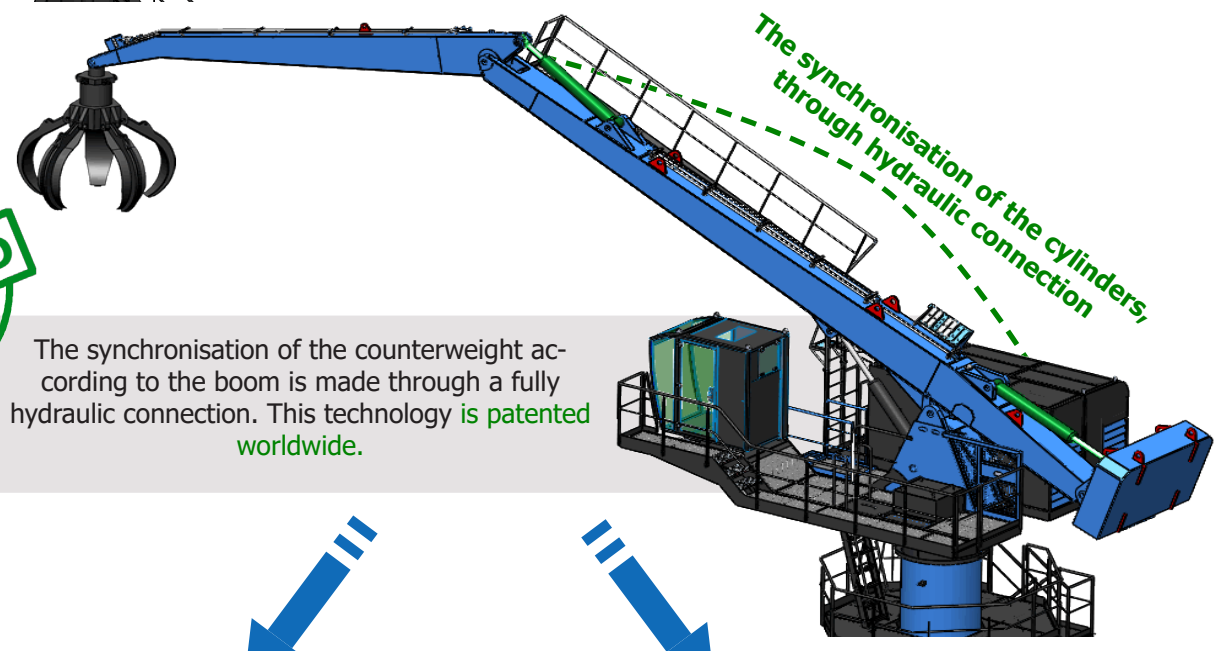 The synchronisation of the cylinders,
through hydraulic connection
The synchronisation of the counterweight ac-
cording to the boom is made through a fully
hydraulic connection. This technology is patented
worldwide.